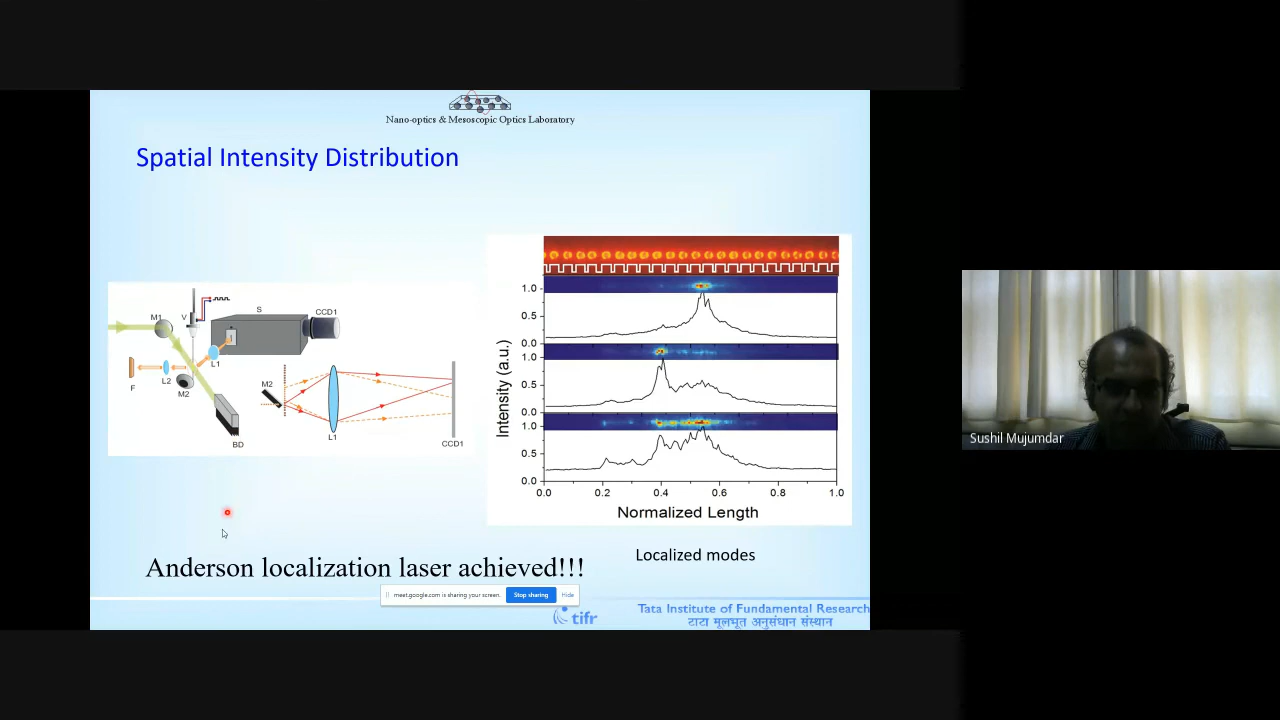 Nano-optics & Mesoscopic Optics Laboratory
Spatial Intensity Distribution
M1
V
S
CCD1
L1
F
L2
M2
BD
M2
L1
CCD1
1.0
0.5
0.0
1.0
0.5
0.0
1.0
0.5
0.0
Intensity (a.u.)
0.0 0.2 0.4 0.6 0.8 1.0
Normalized Length
Localized modes
Anderson localization laser achieved!!!
meet.google.com is sharing your screen.
Stop sharing
Hide
tifr
Tata Institute of Fundamental Research
टाटा मूलभूत अनुसंधान संस्थान
Sushil Mujumdar